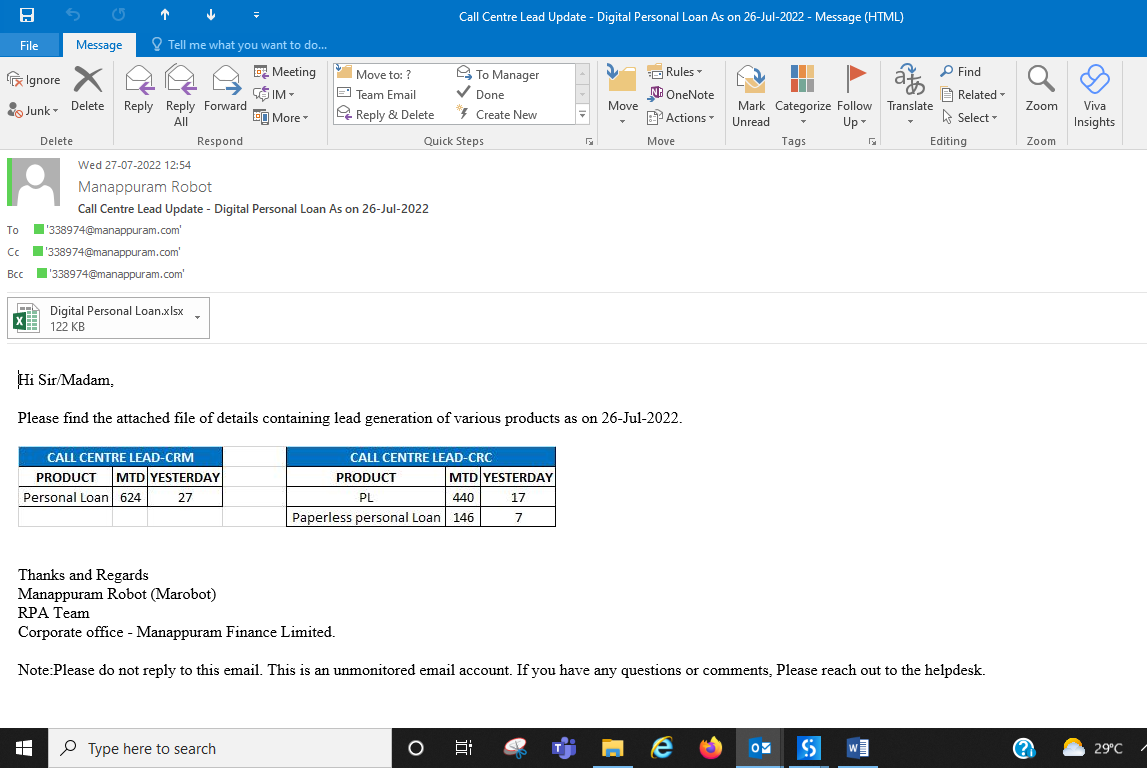 Call Centre Lead Update - Digital Personal Loan As on 26-Jul-2022 - Message (HTML)
File Message Tell me what you want to do...
Ignore
Junk
Delete
Delete
Reply
Reply All
Forward
Meeting
IM
More
Respond
Move to: ?
Team Email
Reply & Delete
To Manager
Done
Create New
Quick Steps
Move
Rules
OneNote
Actions
Move
Mark Unread
Categorize
Follow Up
Tags
Translate
Find
Related
Select
Editing
Zoom
Zoom
Viva Insights
Wed 27-07-2022 12:54
Manappuram Robot
Call Centre Lead Update - Digital Personal Loan As on 26-Jul-2022
To '338974@manappuram.com'
Cc '338974@manappuram.com'
Bcc '338974@manappuram.com'
Digital Personal Loan.xlsx
122 KB
Hi Sir/Madam,
Please find the attached file of details containing lead generation of various products as on 26-Jul-2022.
CALL CENTRE LEAD-CRM
PRODUCT MTD YESTERDAY
Personal Loan 624 27
CALL CENTRE LEAD-CRC
PRODUCT MTD YESTERDAY
PL 440 17
Paperless personal Loan 146 7
Thanks and Regards
Manappuram Robot (Marobot)
RPA Team
Corporate office - Manappuram Finance Limited.
Note:Please do not reply to this email. This is an unmonitored email account. If you have any questions or comments, Please reach out to the helpdesk.
Type here to search
29°C